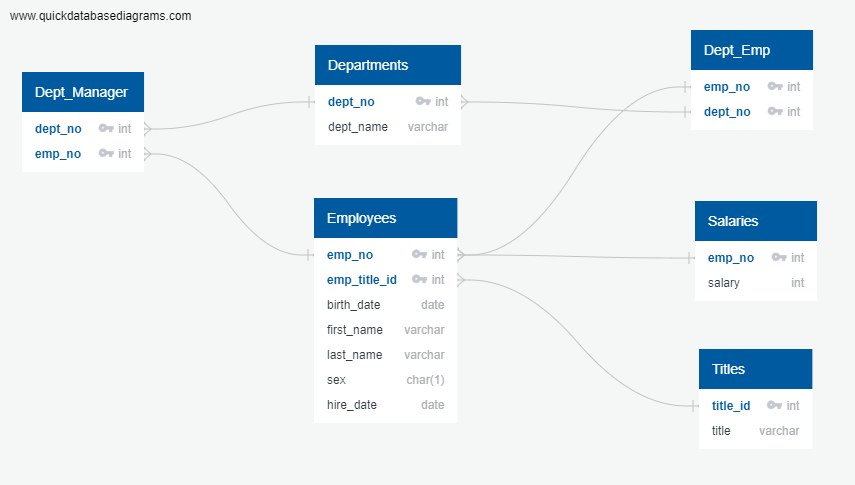 www.quickdatabasediagrams.com
Dept_Manager
dept_no int
emp_no int
Departments
dept_no int
dept_name varchar
Employees
emp_no int
emp_title_id int
birth_date date
first_name varchar
last_name varchar
sex char(1)
hire_date date
Dept_Emp
emp_no int
dept_no int
Salaries
emp_no int
salary int
Titles
title_id int
title varchar